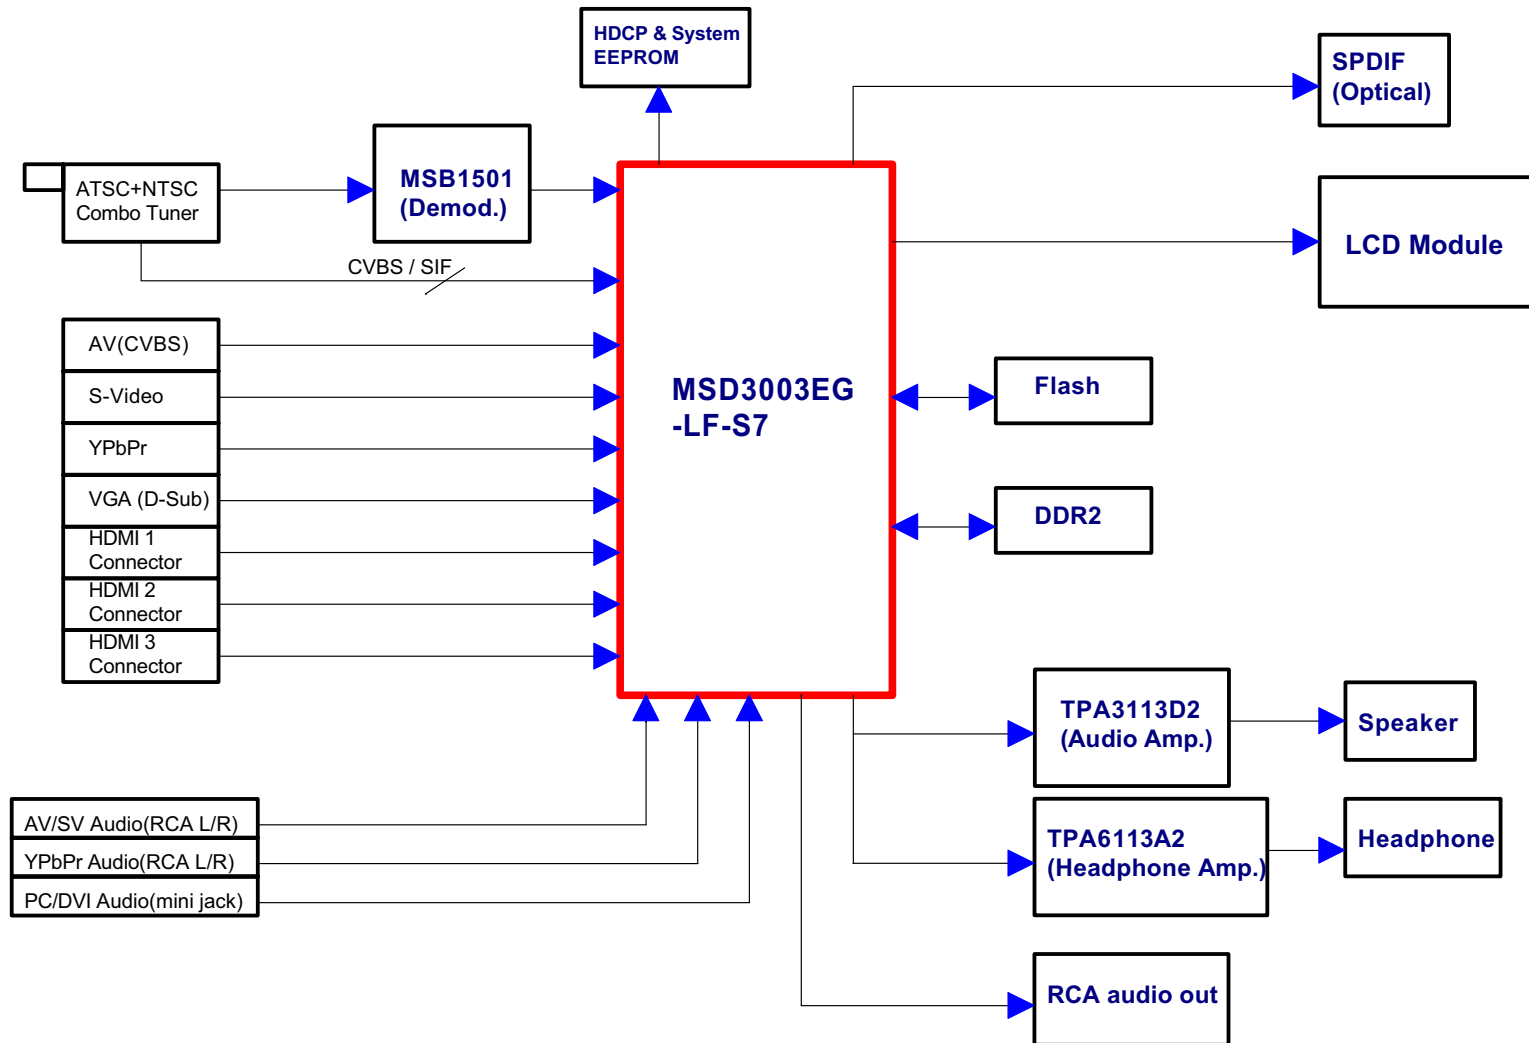 HDCP & System
EEPROM
SPDIF
(Optical)
ATSC+NTSC
Combo Tuner
MSB1501
(Demod.)
LCD Module
CVBS / SIF
AV(CVBS)
S-Video
YPbPr
VGA (D-Sub)
HDMI 1
Connector
HDMI 2
Connector
HDMI 3
Connector
MSD3003EG
-LF-S7
Flash
DDR2
TPA3113D2
(Audio Amp.)
Speaker
TPA6113A2
(Headphone Amp.)
Headphone
AV/SV Audio(RCA L/R)
YPbPr Audio(RCA L/R)
PC/DVI Audio(mini jack)
RCA audio out